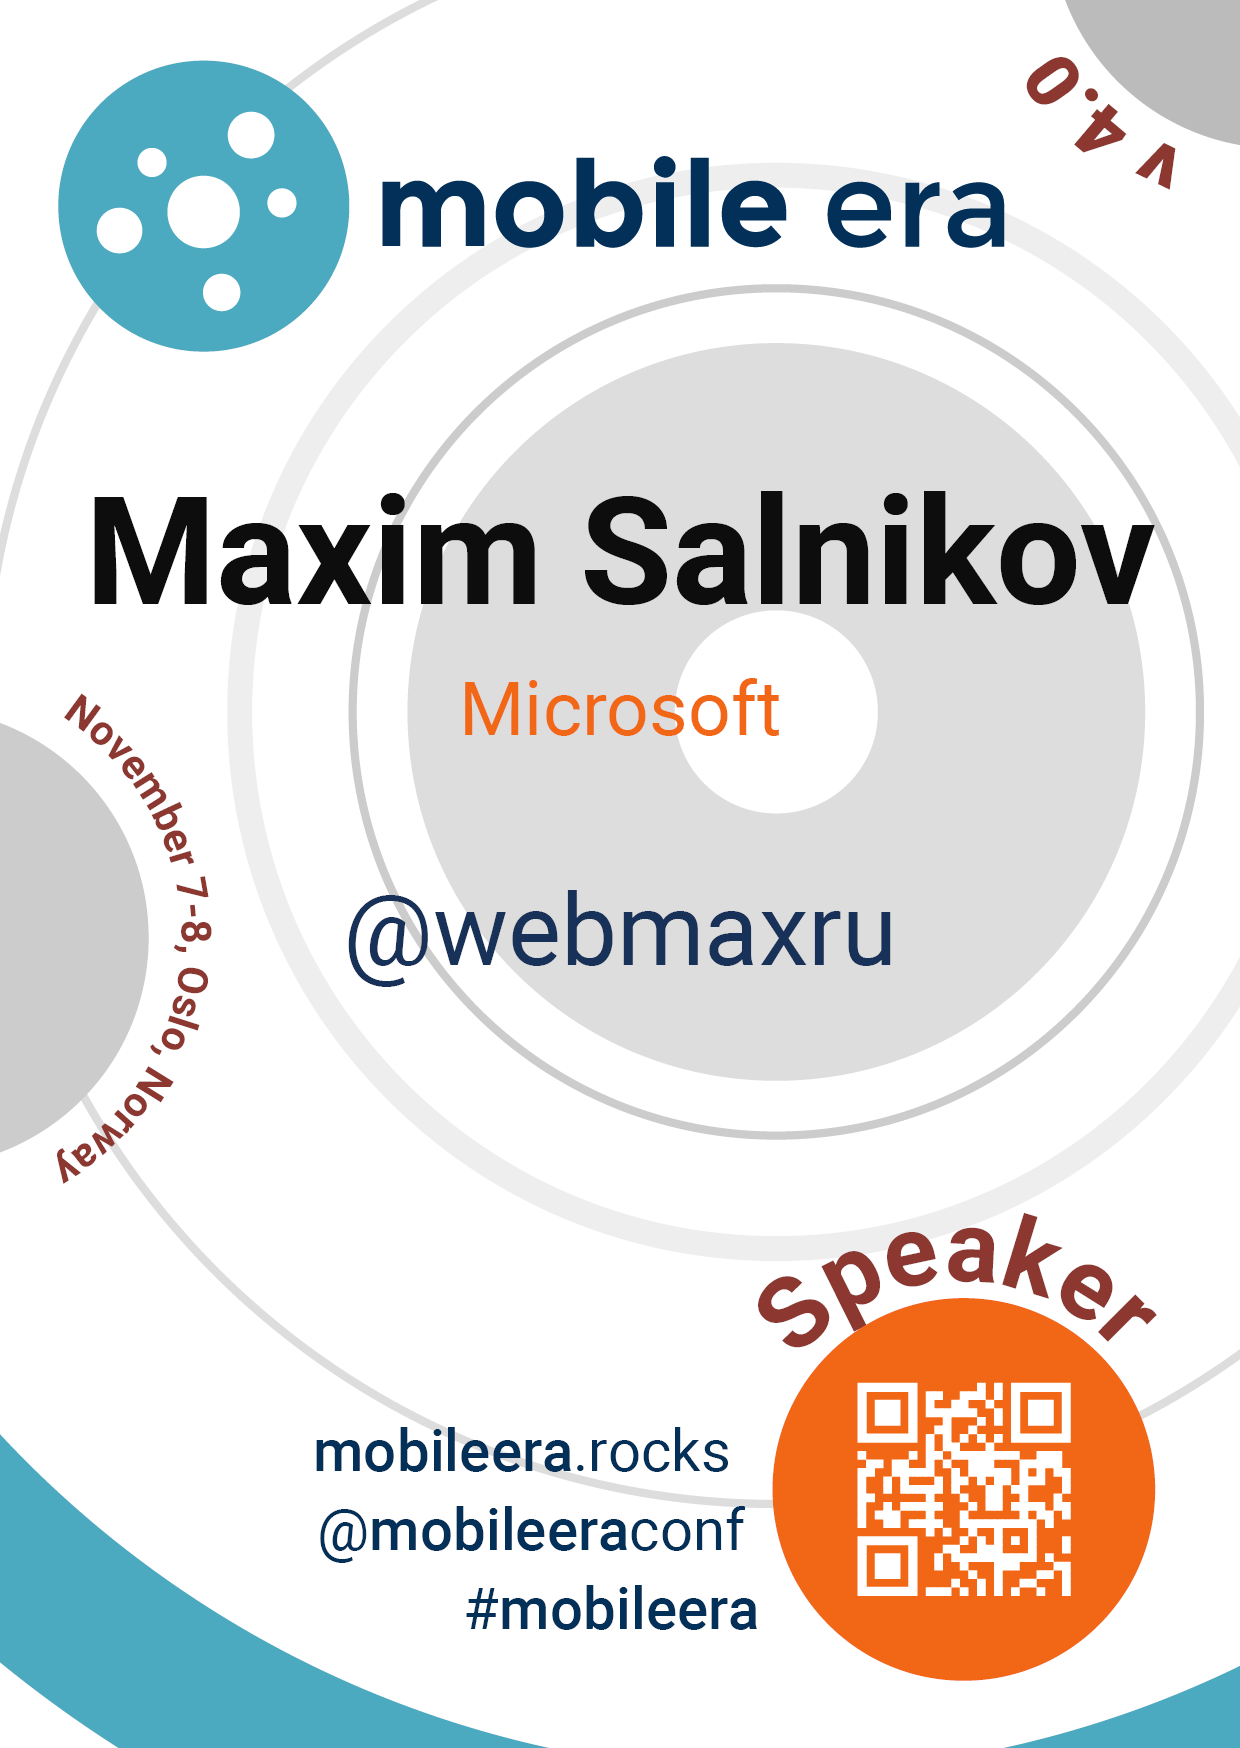 v 4.0
mobile era
Maxim Salnikov
Microsoft
November 7-8, Oslo, Norway
@webmaxru
Speaker
mobileera.rocks
@mobileeraconf
#mobileera